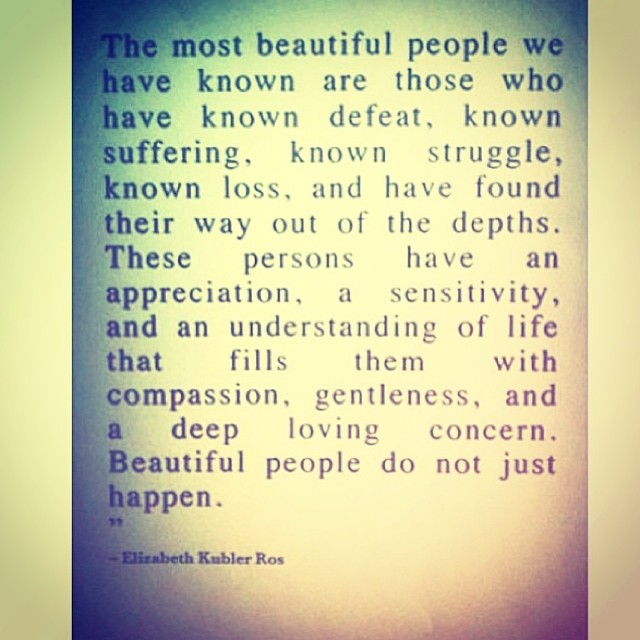 The most beautiful people we
have known are those who
have known defeat, known
suffering, known struggle,
known loss, and have found
their way out of the depths.
These persons have an
appreciation, a sensitivity,
and an understanding of life
that fills them with
compassion, gentleness, and
a deep loving concern.
Beautiful people do not just
happen.
”
– Elizabeth Kubler Ros